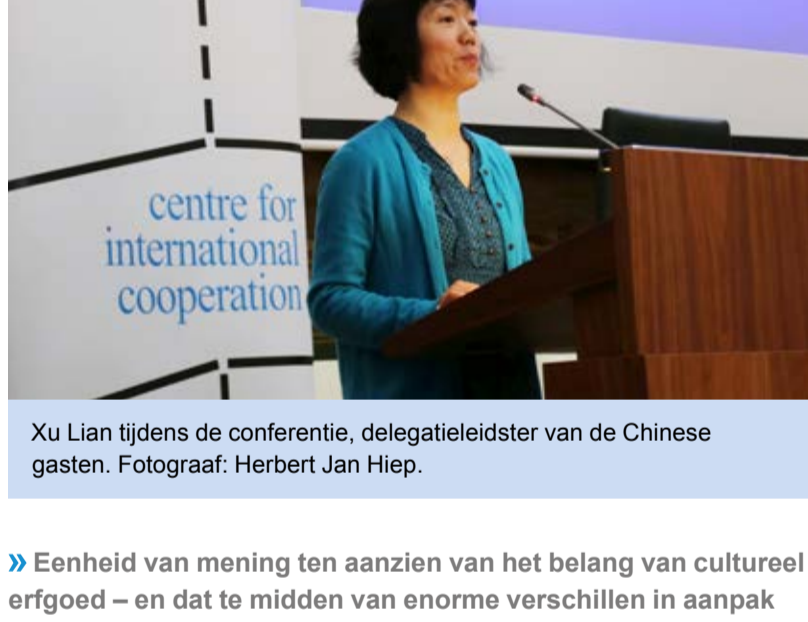 centre for
international
cooperation
Xu Lian tijdens de conferentie, delegatieleidster van de Chinese
gasten. Fotograaf: Herbert Jan Hiep.
» Eenheid van mening ten aanzien van het belang van cultureel
erfgoed – en dat te midden van enorme verschillen in aanpak